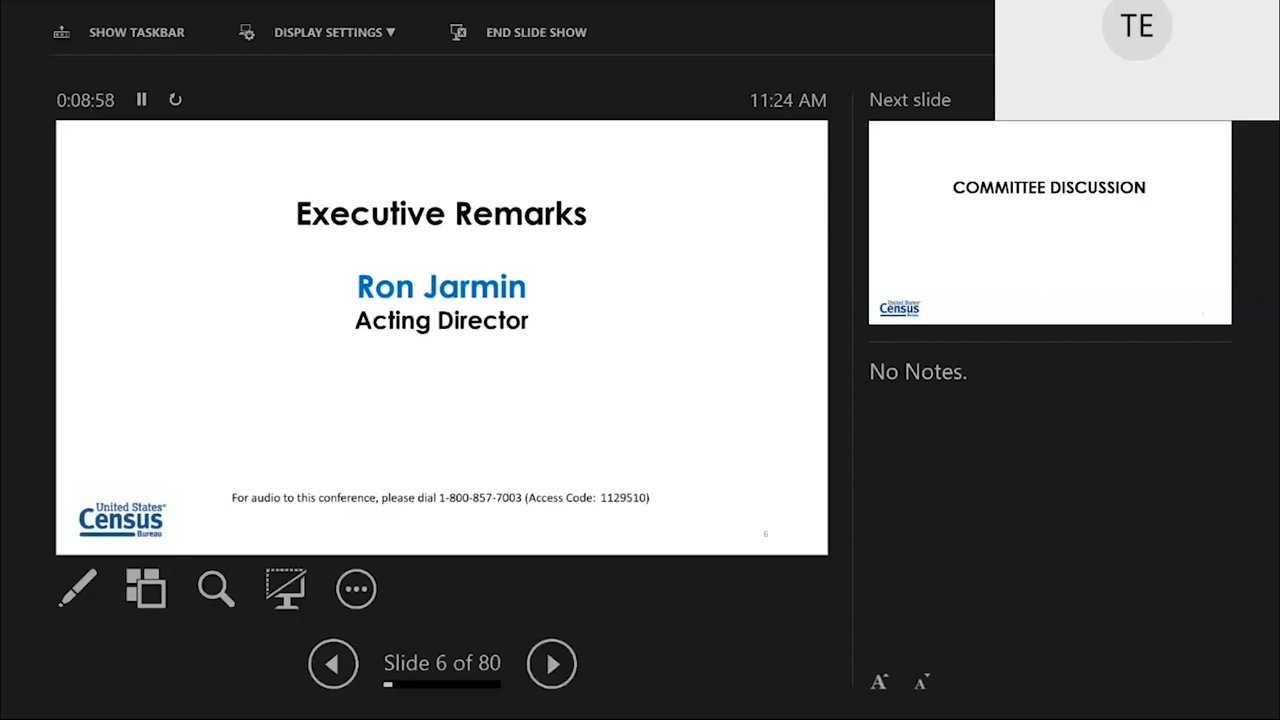 SHOW TASKBAR
DISPLAY SETTINGS ▼
END SLIDE SHOW
TE
0:08:58
11:24 AM
Next slide
Executive Remarks
Ron Jarmin
Acting Director
For audio to this conference, please dial 1-800-857-7003 (Access Code: 1129510)
United States®
Census
Bureau
6
COMMITTEE DISCUSSION
United States®
Census
Bureau
No Notes.
Slide 6 of 80
A A